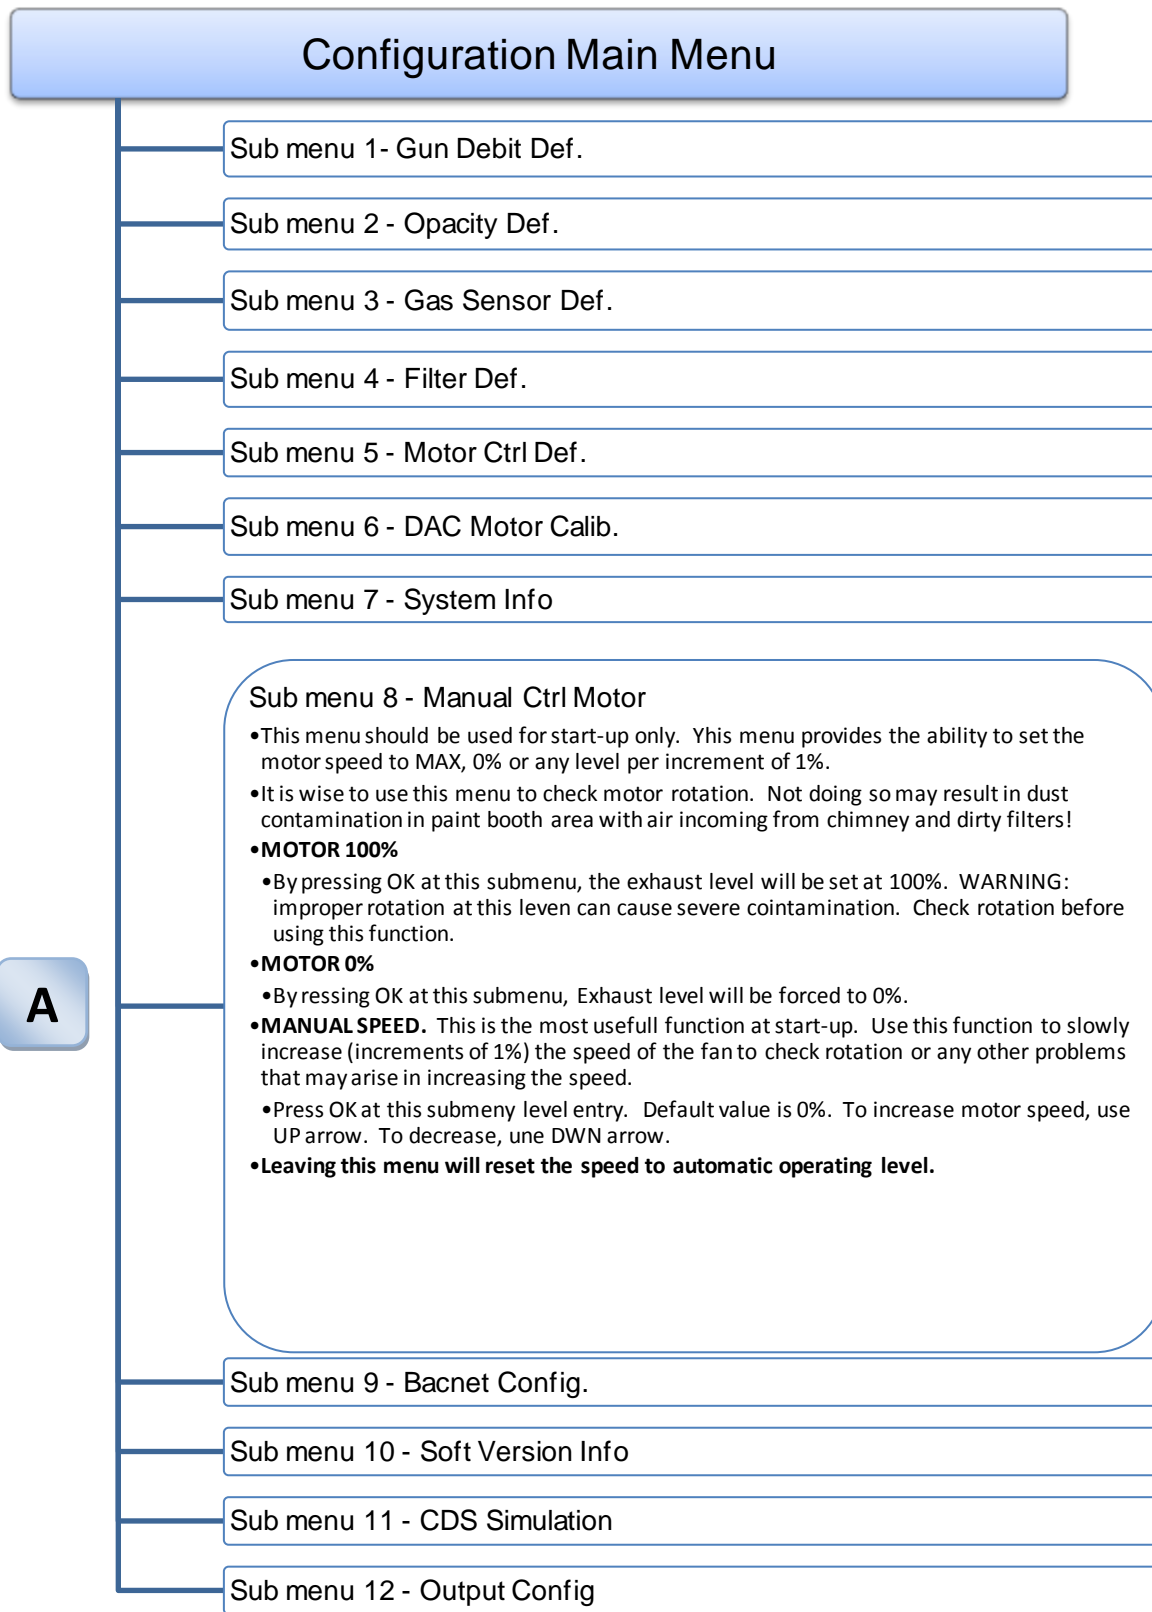 Configuration Main Menu
Sub menu 1- Gun Debit Def.
Sub menu 2 - Opacity Def.
Sub menu 3 - Gas Sensor Def.
Sub menu 4 - Filter Def.
Sub menu 5 - Motor Ctrl Def.
Sub menu 6 - DAC Motor Calib.
Sub menu 7 - System Info
Sub menu 8 - Manual Ctrl Motor
•This menu should be used for start-up only. Yhis menu provides the ability to set the
motor speed to MAX, 0% or any level per increment of 1%.
•It is wise to use this menu to check motor rotation. Not doing so may result in dust
contamination in paint booth area with air incoming from chimney and dirty filters!
•MOTOR 100%
•By pressing OK at this submenu, the exhaust level will be set at 100%. WARNING:
improper rotation at this leven can cause severe cointamination. Check rotation before
using this function.
•MOTOR 0%
•By ressing OK at this submenu, Exhaust level will be forced to 0%.
•MANUAL SPEED. This is the most usefull function at start-up. Use this function to slowly
increase (increments of 1%) the speed of the fan to check rotation or any other problems
that may arise in increasing the speed.
•Press OK at this submeny level entry. Default value is 0%. To increase motor speed, use
UP arrow. To decrease, une DWN arrow.
•Leaving this menu will reset the speed to automatic operating level.
A
Sub menu 9 - Bacnet Config.
Sub menu 10 - Soft Version Info
Sub menu 11 - CDS Simulation
Sub menu 12 - Output Config